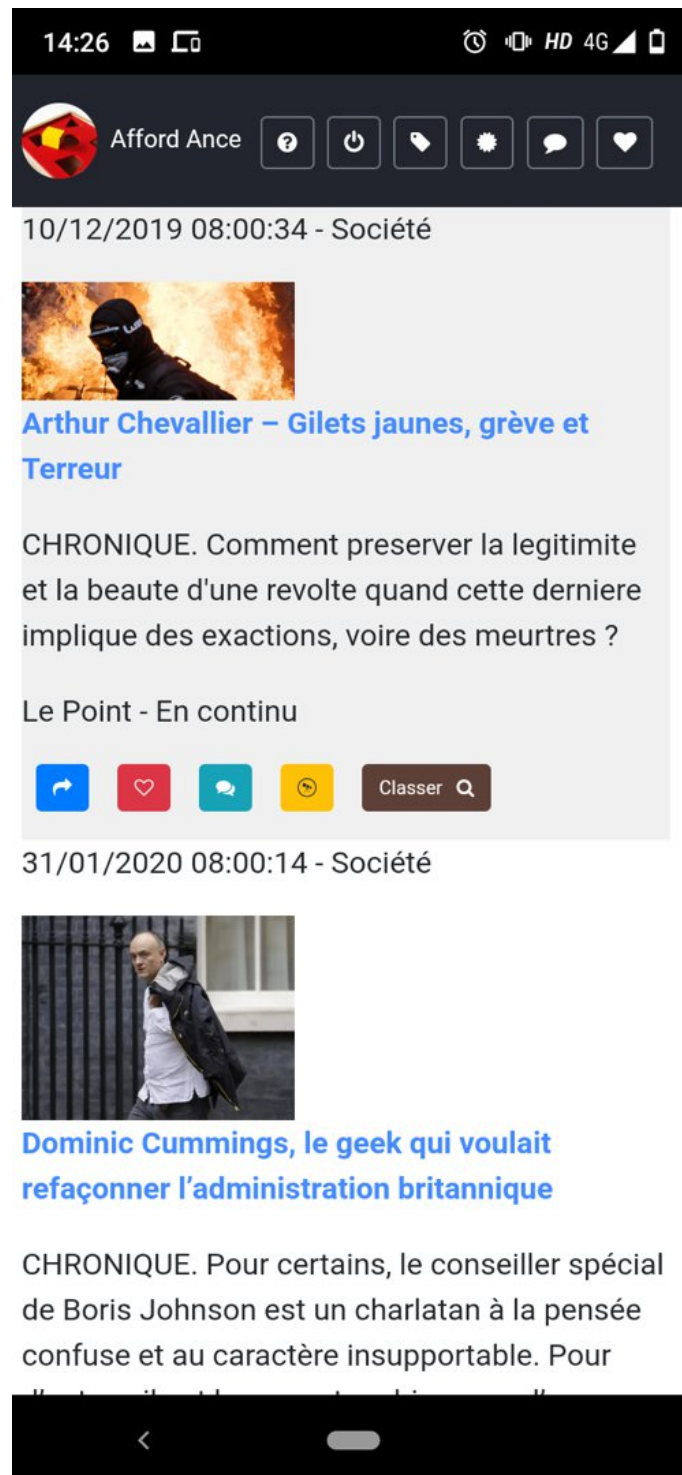 14:26 HD 4G
Afford Ance
10/12/2019 08:00:34 - Société
Arthur Chevallier – Gilets jaunes, grève et
Terreur
CHRONIQUE. Comment preserver la legitimite
et la beaute d'une revolte quand cette derniere
implique des exactions, voire des meurtres ?
Le Point - En continu
Classer
31/01/2020 08:00:14 - Société
Dominic Cummings, le geek qui voulait
refaçonner l’administration britannique
CHRONIQUE. Pour certains, le conseiller spécial
de Boris Johnson est un charlatan à la pensée
confuse et au caractère insupportable. Pour